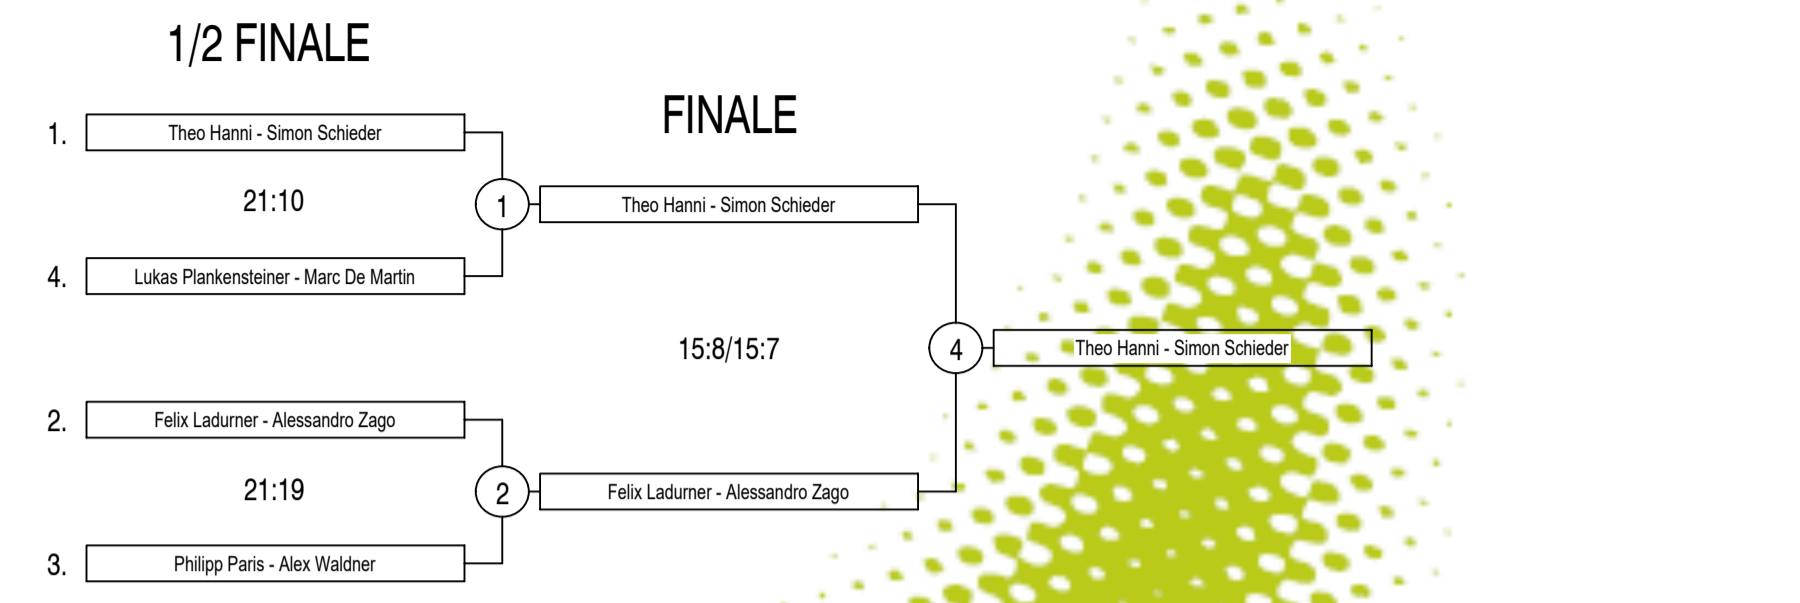 1/2 FINALE
FINALE
1. Theo Hanni - Simon Schieder
21:10
1
Theo Hanni - Simon Schieder
4. Lukas Plankensteiner - Marc De Martin
15:8/15:7
4
Theo Hanni - Simon Schieder
2. Felix Ladurner - Alessandro Zago
21:19
2
Felix Ladurner - Alessandro Zago
3. Philipp Paris - Alex Waldner